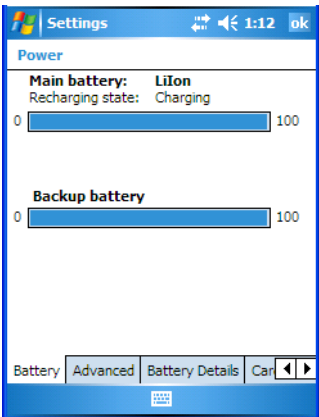 Settings 1:12 ok
Power
Main battery: LiIon
Recharging state: Charging
0 100
Backup battery
0 100
Battery Advanced Battery Details Car